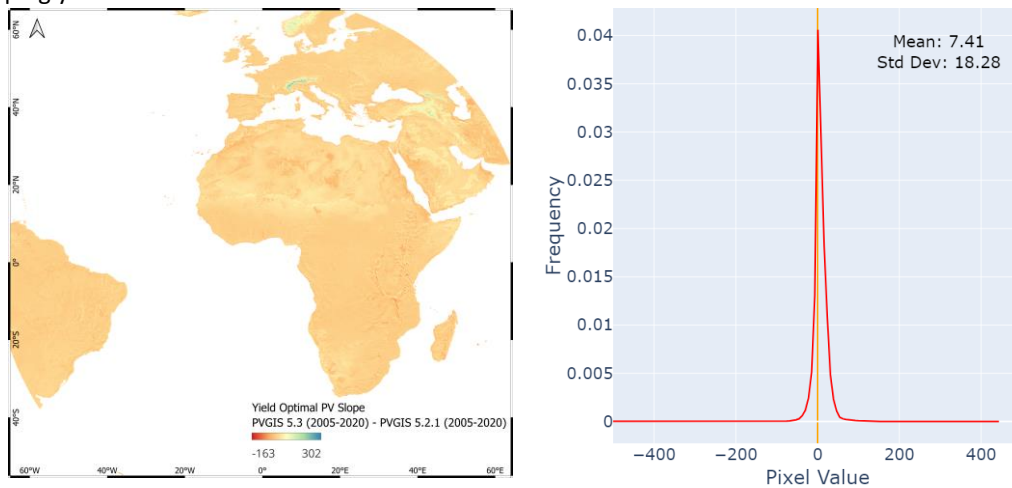 60°N
40°N
20°N
0°
20°S
40°S
60°W
40°W
20°W
0°
20°E
40°E
60°E
Yield Optimal PV Slope
PVGIS 5.3 (2005-2020) - PVGIS 5.2.1 (2005-2020)
-163 302
Mean: 7.41
Std Dev: 18.28
Frequency
0.04
0.035
0.03
0.025
0.02
0.015
0.01
0.005
0
−400
−200
0
200
400
Pixel Value